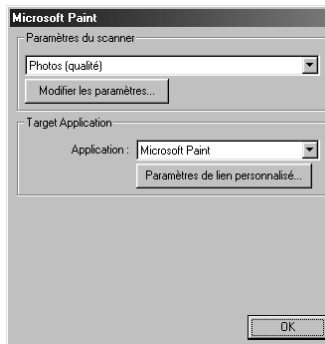 Microsoft Paint
Paramètres du scanner
Photos (qualité)
Modifier les paramètres...
Target Application
Application : Microsoft Paint
Paramètres de lien personnalisé...
OK